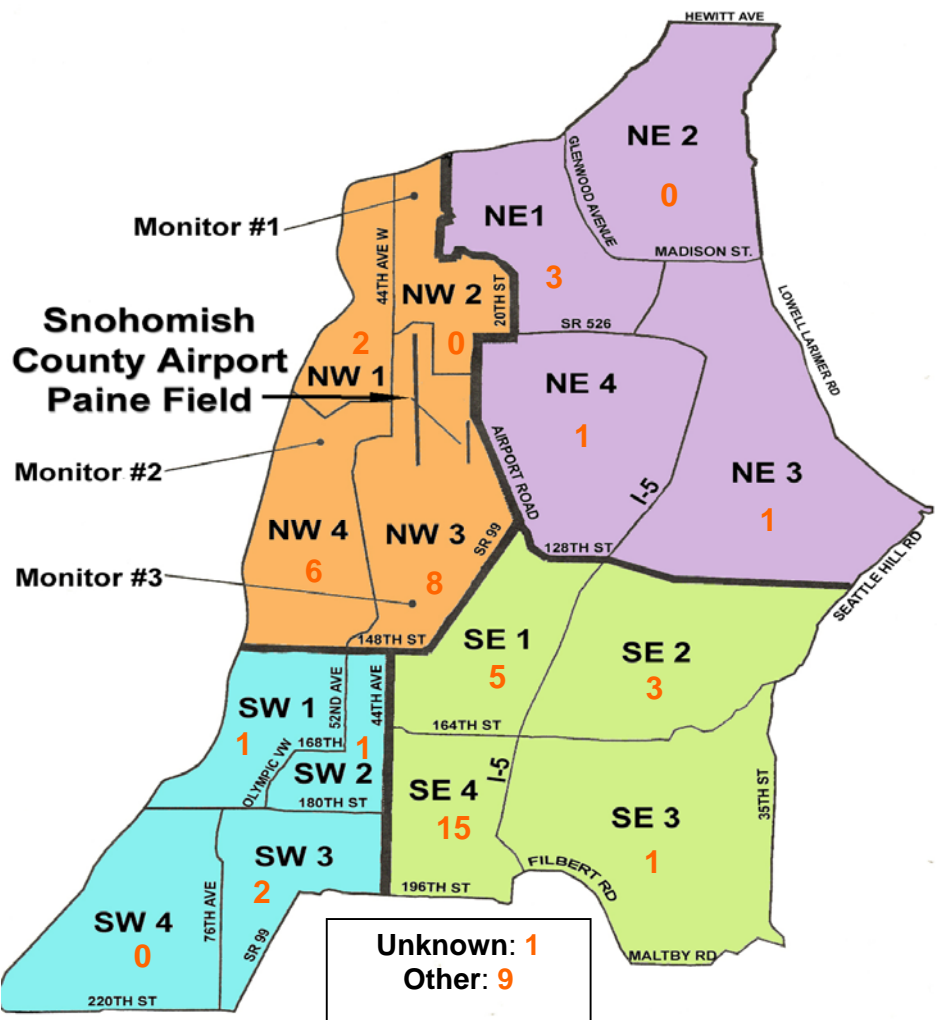 HEWITT AVE
NE 2
0
GLENWOOD AVENUE
MADISON ST.
Monitor #1
NE1
3
44TH AVE W
NW 2
0
20TH ST
SR 526
LOWELL LARIMER RD
Snohomish
County Airport
Paine Field
2
NW 1
NE 4
1
AIRPORT ROAD
I-5
NE 3
1
Monitor #2
NW 4
6
NW 3
8
SR 99
128TH ST
SEATTLE HILL RD
Monitor #3
148TH ST
SE 1
5
SE 2
3
SW 1
1
52ND AVE
44TH AVE
168TH
1
OLYMPIC VW
SW 2
180TH ST
164TH ST
I-5
SE 4
15
SE 3
1
35TH ST
SW 3
2
196TH ST
FILBERT RD
76TH AVE
SW 4
0
SR 99
MALTBY RD
220TH ST
Unknown: 1
Other: 9